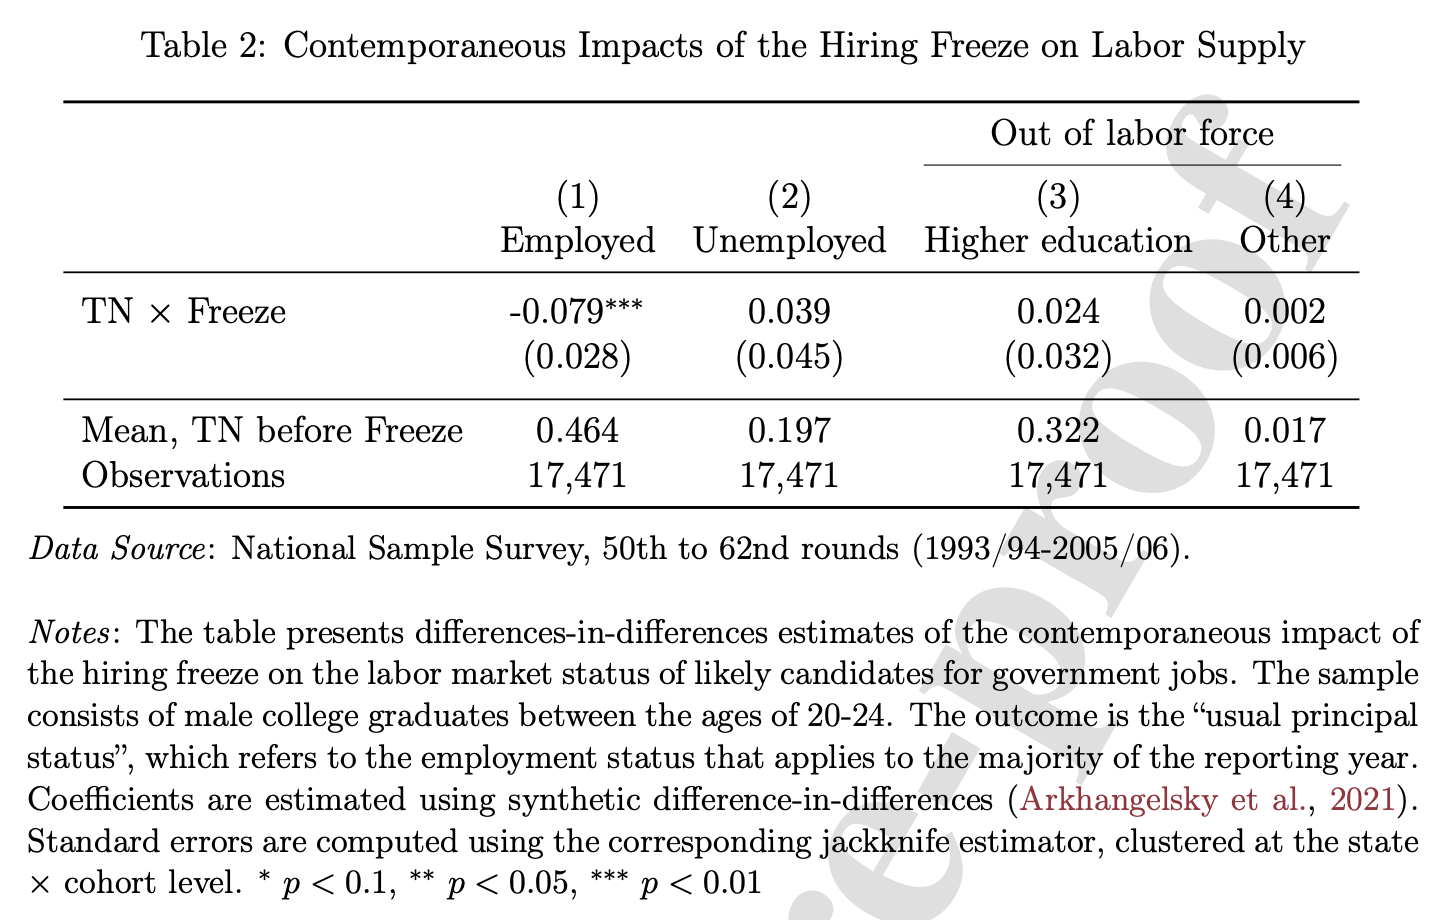 Table 2: Contemporaneous Impacts of the Hiring Freeze on Labor Supply
Out of labor force
(1) (2) (3) (4)
Employed Unemployed Higher education Other
TN × Freeze -0.079*** 0.039 0.024 0.002
(0.028) (0.045) (0.032) (0.006)
Mean, TN before Freeze 0.464 0.197 0.322 0.017
Observations 17,471 17,471 17,471 17,471
Data Source: National Sample Survey, 50th to 62nd rounds (1993/94-2005/06).
Notes: The table presents differences-in-differences estimates of the contemporaneous impact of
the hiring freeze on the labor market status of likely candidates for government jobs. The sample
consists of male college graduates between the ages of 20-24. The outcome is the “usual principal
status”, which refers to the employment status that applies to the majority of the reporting year.
Coefficients are estimated using synthetic difference-in-differences (Arkhangelsky et al., 2021).
Standard errors are computed using the corresponding jackknife estimator, clustered at the state
× cohort level. * p < 0.1, ** p < 0.05, *** p < 0.01
e-proof